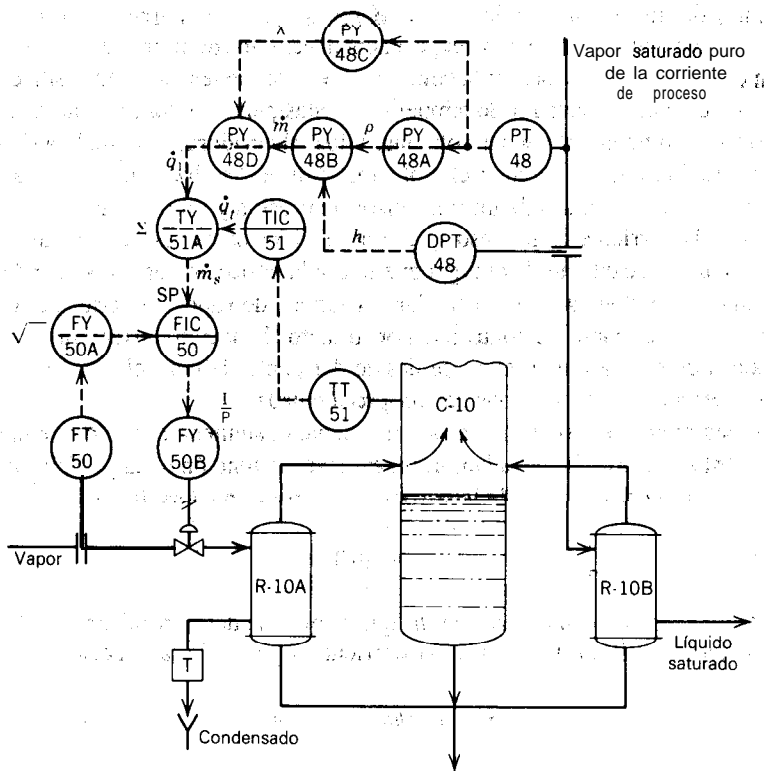 λ
PY
48C
Vapor saturado puro
de la corriente
de proceso
PY
48D
ṁ
PY
48B
ρ
PY
48A
PT
48
q̇
Σ
TY
51A
q̇t
TIC
51
h
DPT
48
ṁs
SP
√
FY
50A
FIC
50
TT
51
C-10
I/P
FT
50
FY
50B
Vapor
R-10A
R-10B
T
Líquido
saturado
Condensado